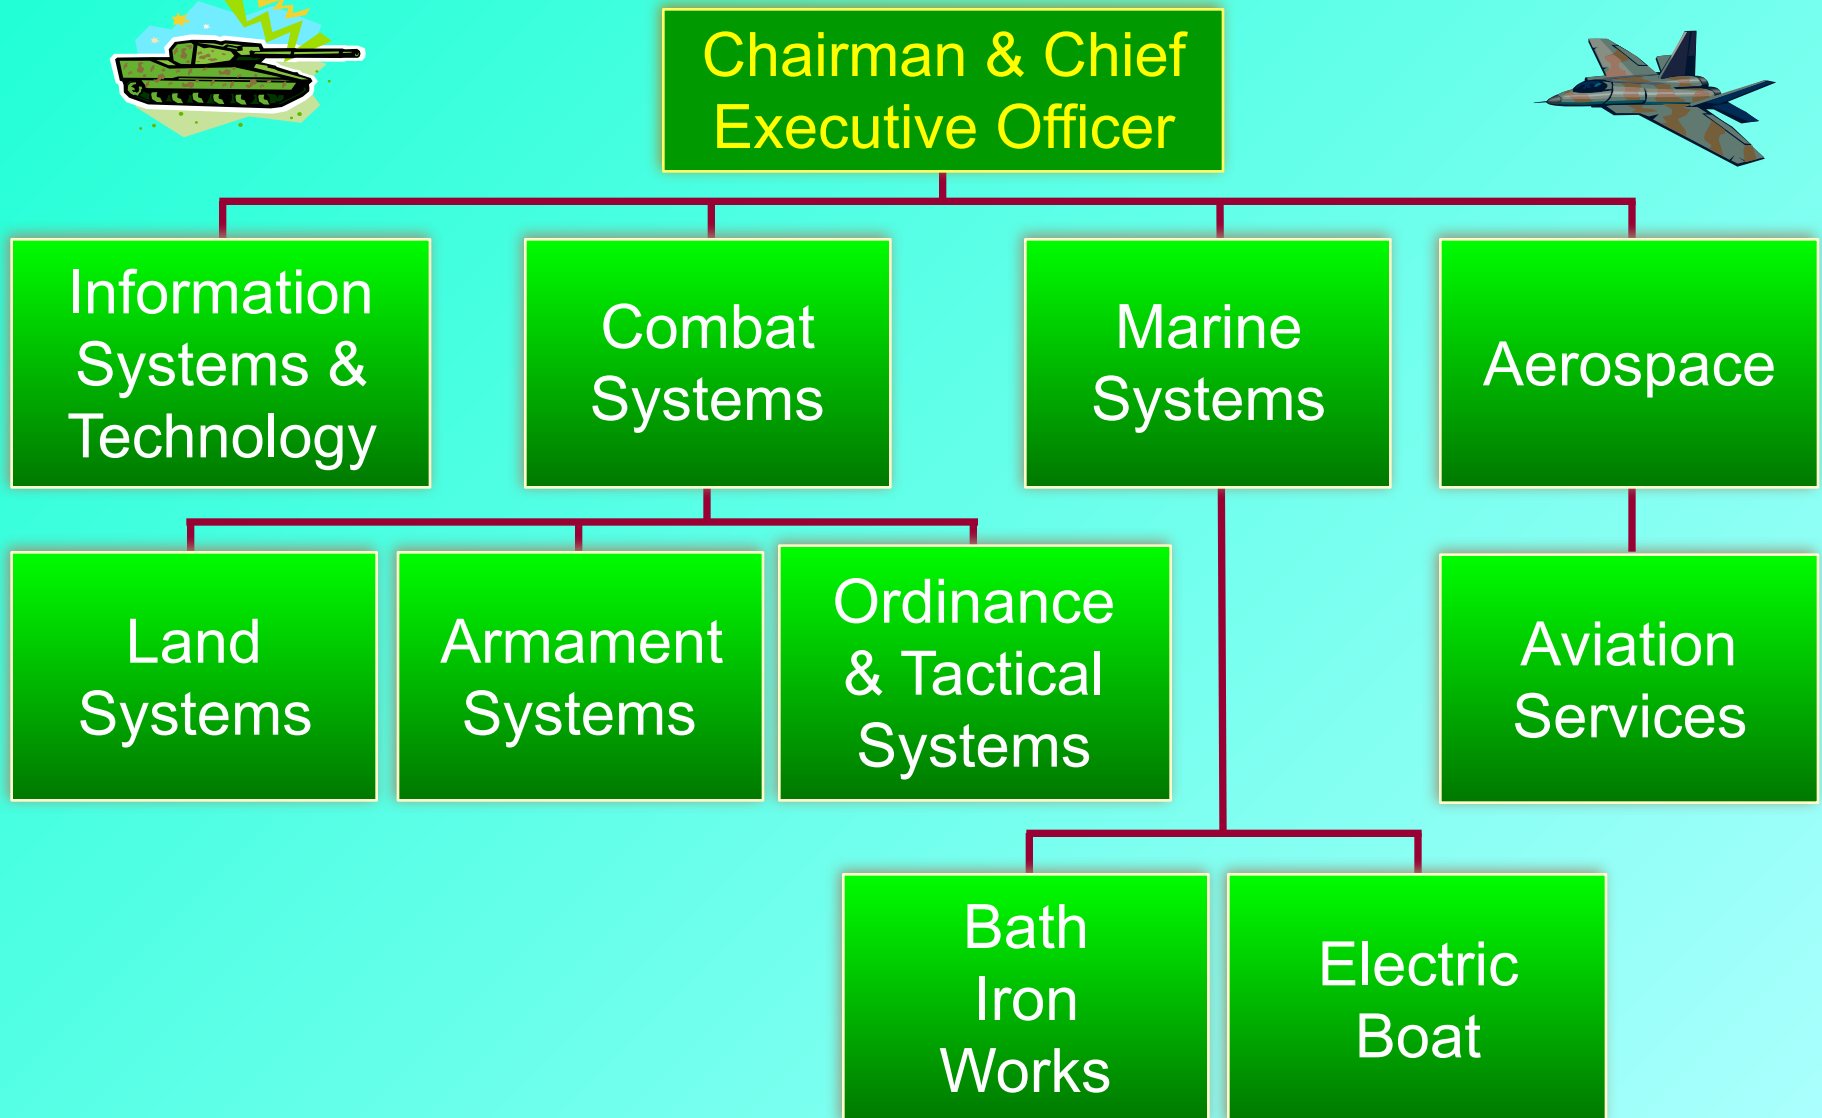 Chairman & Chief
Executive Officer
Information
Systems &
Technology
Combat
Systems
Marine
Systems
Aerospace
Land
Systems
Armament
Systems
Ordinance
& Tactical
Systems
Aviation
Services
Bath
Iron
Works
Electric
Boat